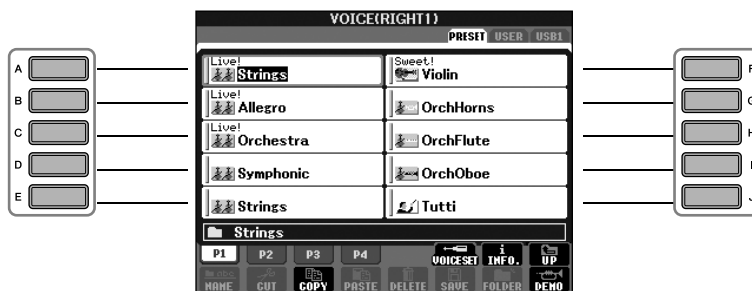 VOICE(RIGHT1)
PRESET USER USB1
A
Live!
Strings
Sweet!
Violin
F
B
Live!
Allegro
OrchHorns
G
C
Live!
Orchestra
OrchFlute
H
D
Symphonic
OrchOboe
I
E
Strings
Tutti
J
Strings
P1 P2 P3 P4 VOICESET INFO. UP
NAME CUT COPY PASTE DELETE SAVE FOLDER DEMO